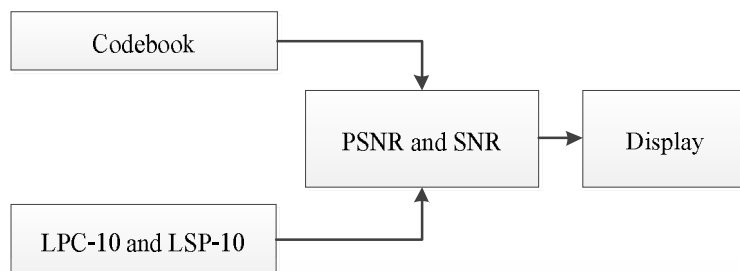 Codebook
PSNR and SNR
Display
LPC-10 and LSP-10